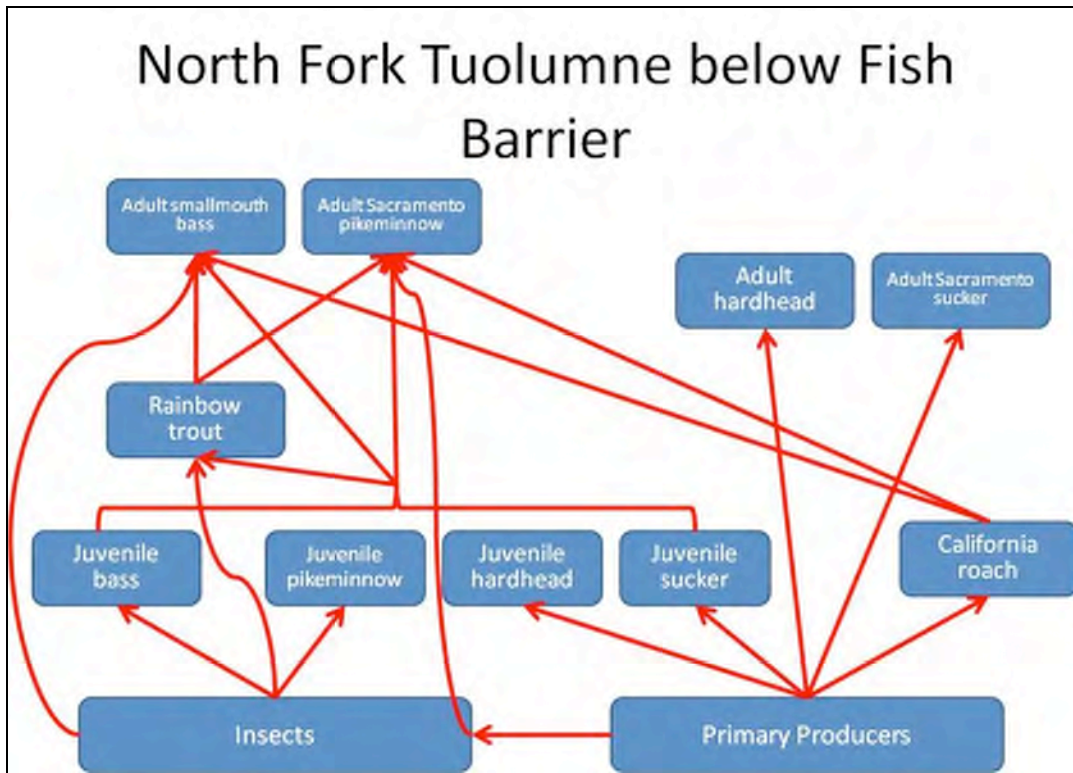 North Fork Tuolumne below Fish
Barrier
Adult smallmouth
bass
Adult Sacramento
pikeminnow
Adult
hardhead
Adult Sacramento
sucker
Rainbow
trout
Juvenile
bass
Juvenile
pikeminnow
Juvenile
hardhead
Juvenile
sucker
California
roach
Insects
Primary Producers